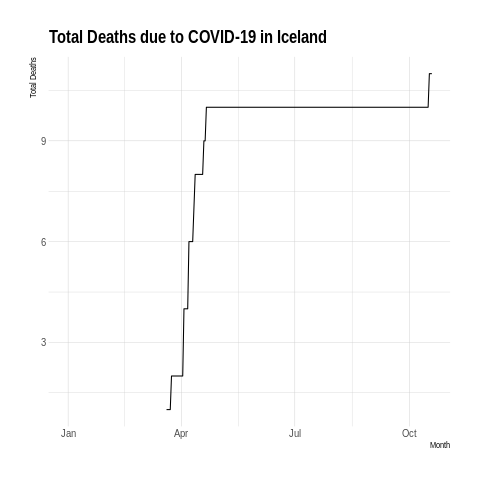 Total Deaths due to COVID-19 in Iceland
Total Deaths
9
6
3
Jan Apr Jul Oct
Month